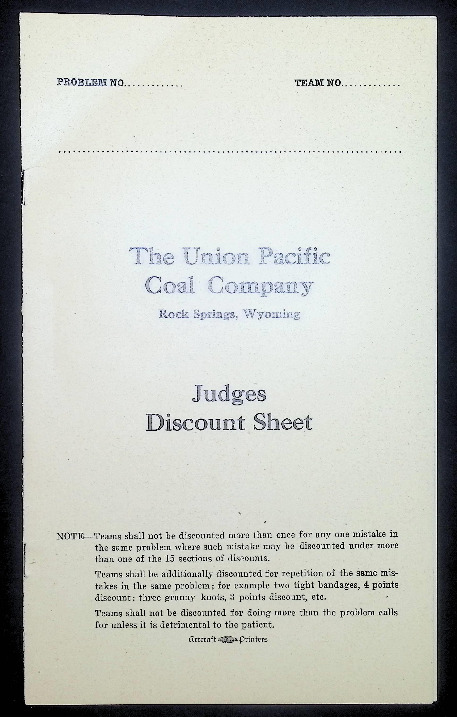 PROBLEM NO............. TEAM NO.............
The Union Pacific
Coal Company
Rock Springs, Wyoming
Judges
Discount Sheet
NOTE—Teams shall not be discounted more than once for any one mistake in
the same problem where such mistake may be discounted under more
than one of the 15 sections of discounts.
Teams shall be additionally discounted for repetition of the same mis-
takes in the same problem: for example two tight bandages, 4 points
discount: three granny knots, 3 points discount, etc.
Teams shall not be discounted for doing more than the problem calls
for unless it is detrimental to the patient.
Artcraft Printers